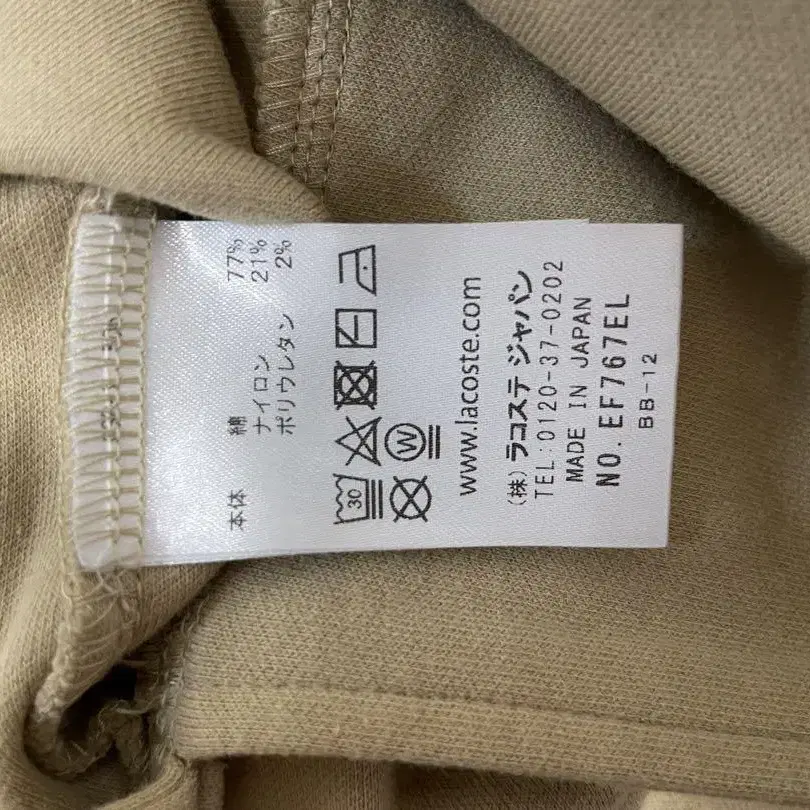 本体 綿 77%
ナイロン 21%
ポリウレタン 2%
30
W
www.lacoste.com
(株) ラコステ ジャパン
TEL:0120-37-0202
MADE IN JAPAN
NO. EF767EL
BB-12